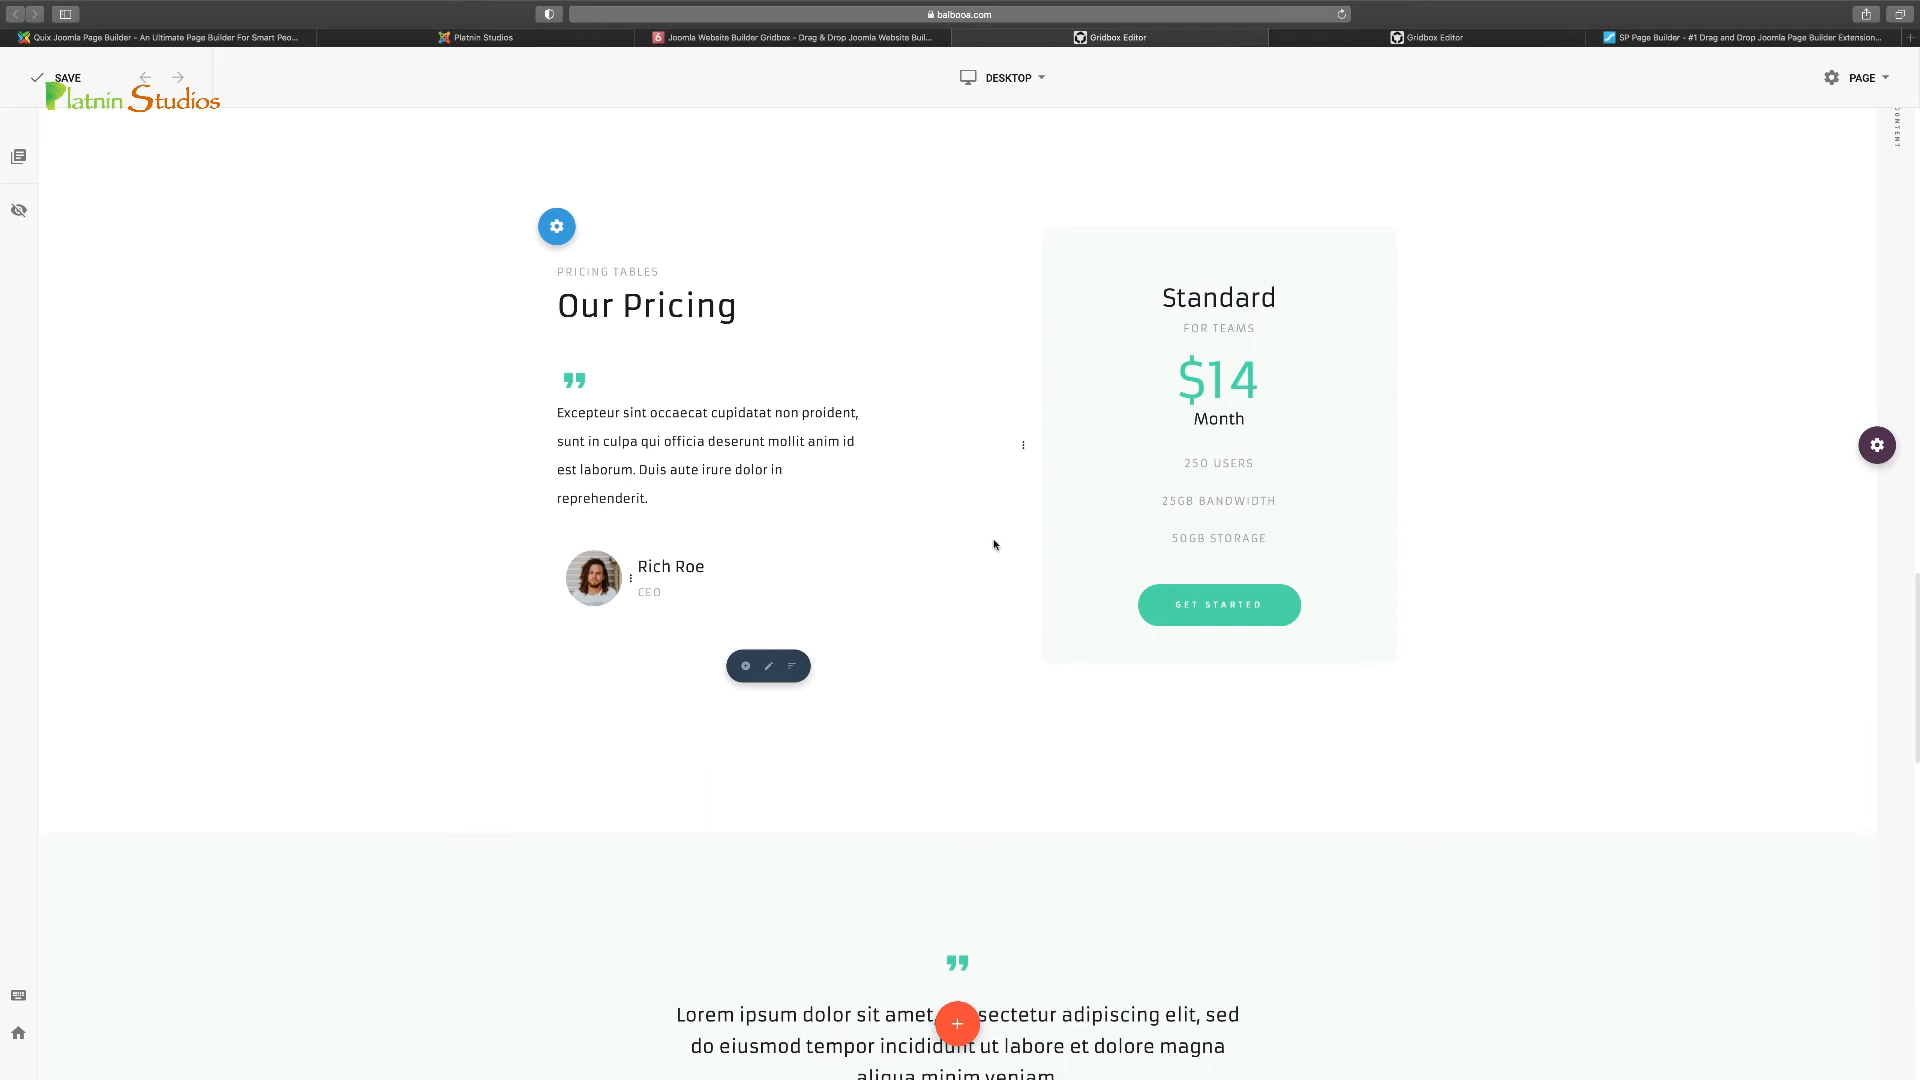 balbooa.com
Quix Joomla Page Builder - An Ultimate Page Builder For Smart Peo...
Platnin Studios
6 Joomla Website Builder Gridbox - Drag & Drop Joomla Website Buil...
Gridbox Editor
Gridbox Editor
SP Page Builder - #1 Drag and Drop Joomla Page Builder Extension...
SAVE
DESKTOP
PAGE
Platnin Studios
PRICING TABLES
Our Pricing
Excepteur sint occaecat cupidatat non proident,
sunt in culpa qui officia deserunt mollit anim id
est laborum. Duis aute irure dolor in
reprehenderit.
Rich Roe
CEO
Standard
FOR TEAMS
$14
Month
250 USERS
25GB BANDWIDTH
50GB STORAGE
GET STARTED
Lorem ipsum dolor sit amet, sectetur adipiscing elit, sed
do eiusmod tempor incididunt ut labore et dolore magna
aliqua minim veniam